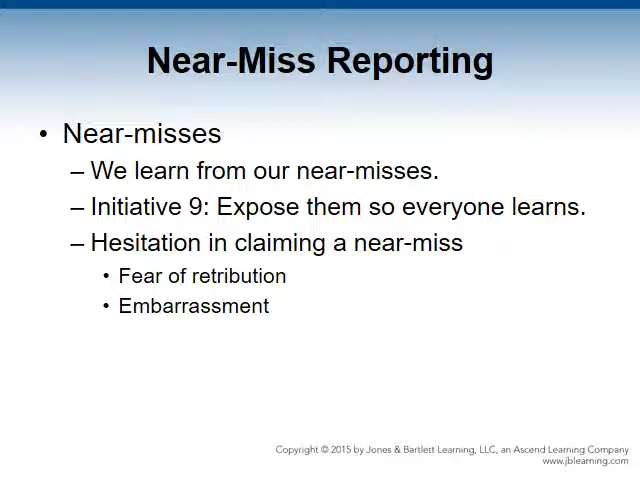 Near-Miss Reporting
• Near-misses
– We learn from our near-misses.
– Initiative 9: Expose them so everyone learns.
– Hesitation in claiming a near-miss
• Fear of retribution
• Embarrassment
Copyright © 2015 by Jones & Bartlett Learning, LLC, an Ascend Learning Company
www.jblearning.com